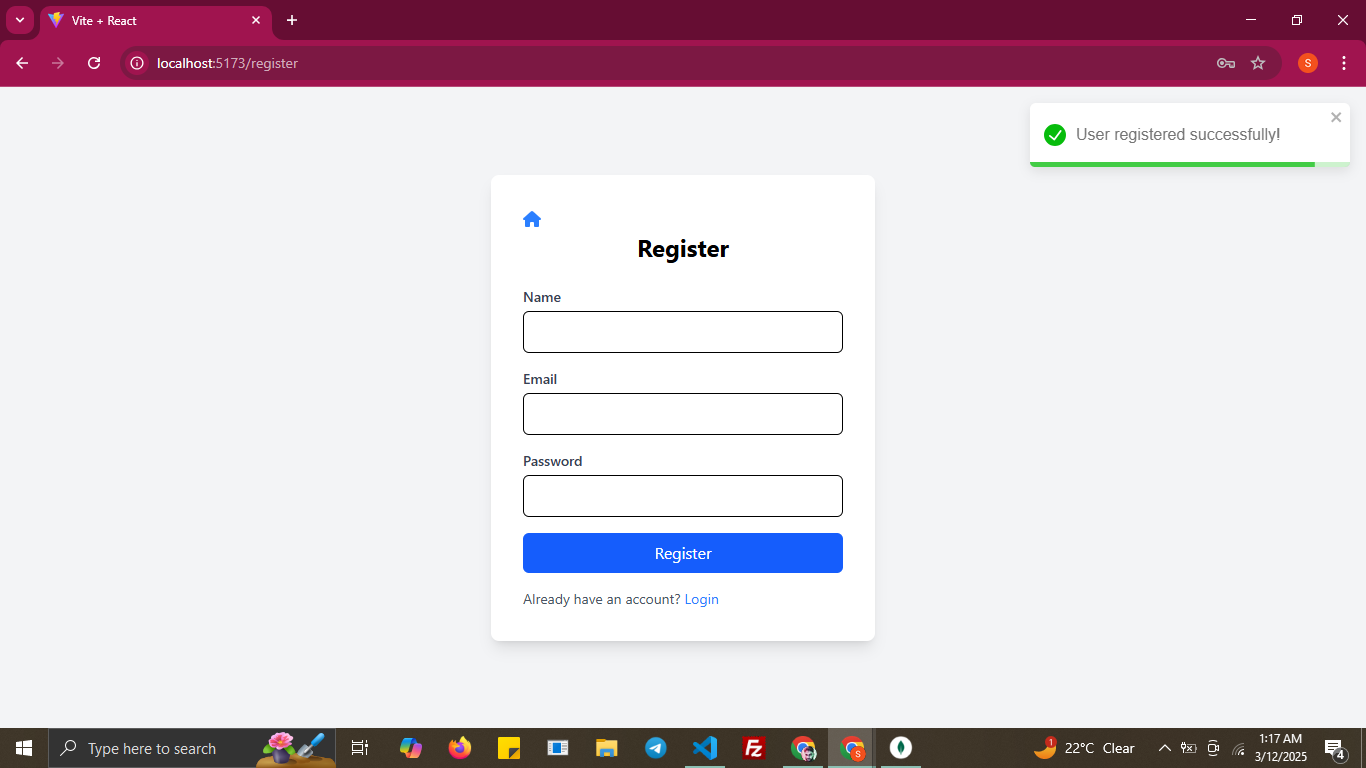 Vite + React
localhost:5173/register
S
User registered successfully!
Register
Name
Email
Password
Register
Already have an account? Login
Type here to search
Fz
S
1
22°C Clear
1:17 AM
3/12/2025
4